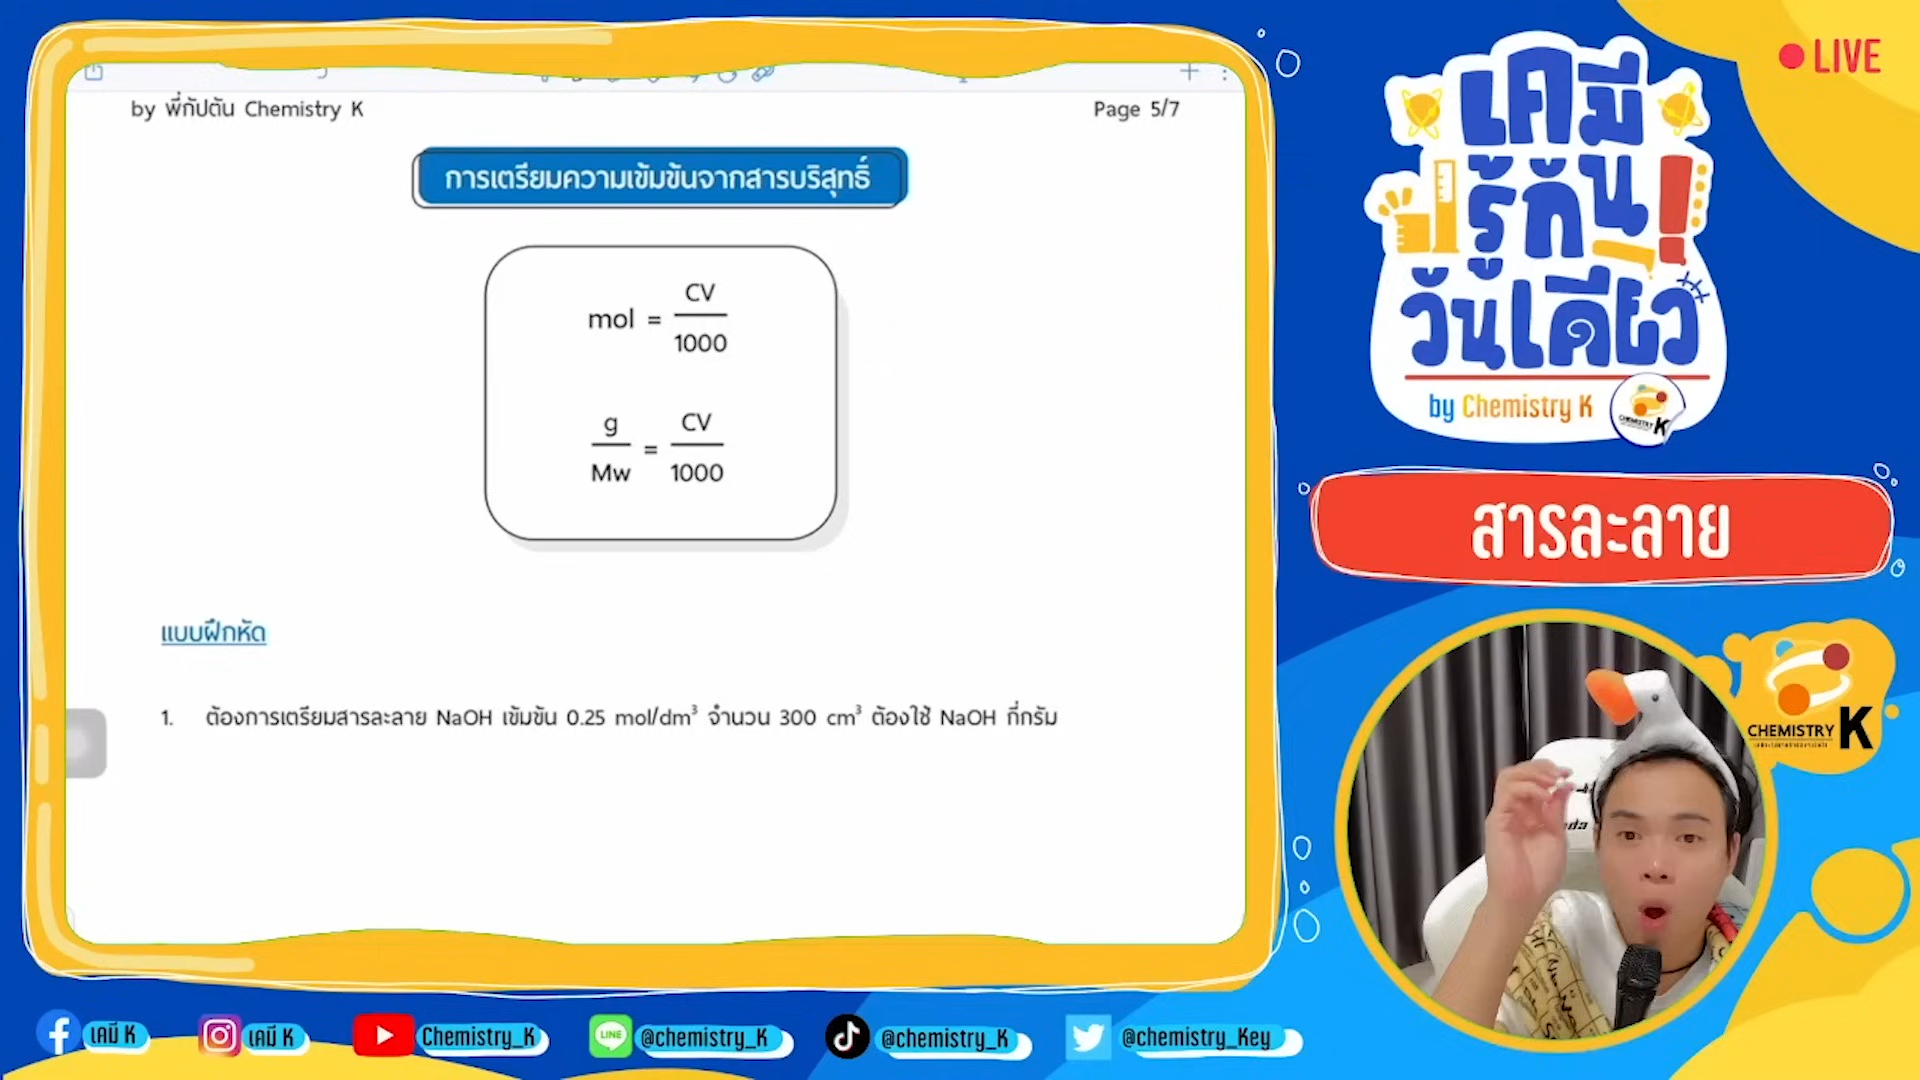 by พี่กัปตัน Chemistry K
Page 5/7
การเตรียมความเข้มข้นจากสารบริสุทธิ์
mol = CV/1000
g/Mw = CV/1000
แบบฝึกหัด
1. ต้องการเตรียมสารละลาย NaOH เข้มข้น 0.25 mol/dm³ จำนวน 300 cm³ ต้องใช้ NaOH กี่กรัม
LIVE
เคมี
รู้กัน!
วันเดียว
by Chemistry K
CHEMISTRY K
สารละลาย
CHEMISTRY K
เคมี K
เคมี K
Chemistry_K
LINE
@chemistry_K
@chemistry_K
@chemistry_Key